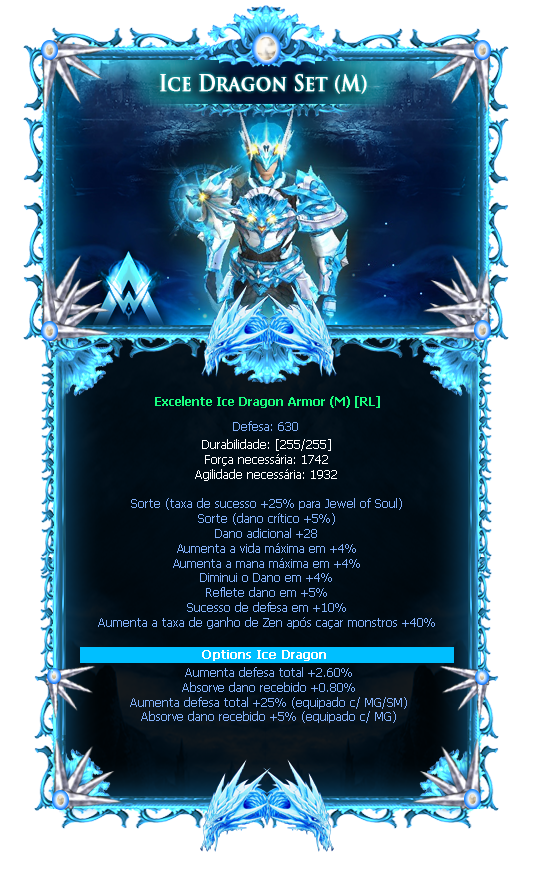 Ice Dragon Set (M)
Excelente Ice Dragon Armor (M) [RL]
Defesa: 630
Durabilidade: [255/255]
Força necessária: 1742
Agilidade necessária: 1932
Sorte (taxa de sucesso +25% para Jewel of Soul)
Sorte (dano crítico +5%)
Dano adicional +28
Aumenta a vida máxima em +4%
Aumenta a mana máxima em +4%
Diminui o Dano em +4%
Reflete dano em +5%
Sucesso de defesa em +10%
Aumenta a taxa de ganho de Zen após caçar monstros +40%
Options Ice Dragon
Aumenta defesa total +2.60%
Absorve dano recebido +0.80%
Aumenta defesa total +25% (equipado c/ MG/SM)
Absorve dano recebido +5% (equipado c/ MG)